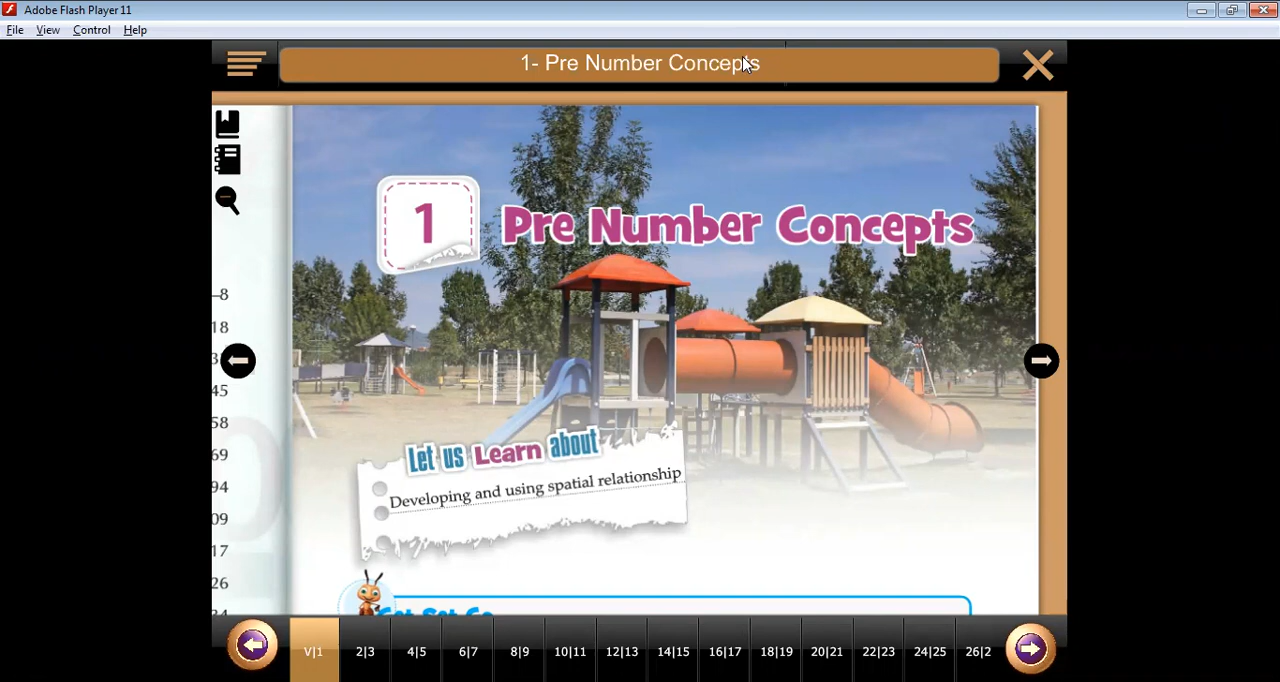 Adobe Flash Player 11
File View Control Help
1- Pre Number Concepts
1 Pre Number Concepts
8
18
45
58
69
94
09
17
26
Let us Learn about
Developing and using spatial relationship
V|1 2|3 4|5 6|7 8|9 10|11 12|13 14|15 16|17 18|19 20|21 22|23 24|25 26|2